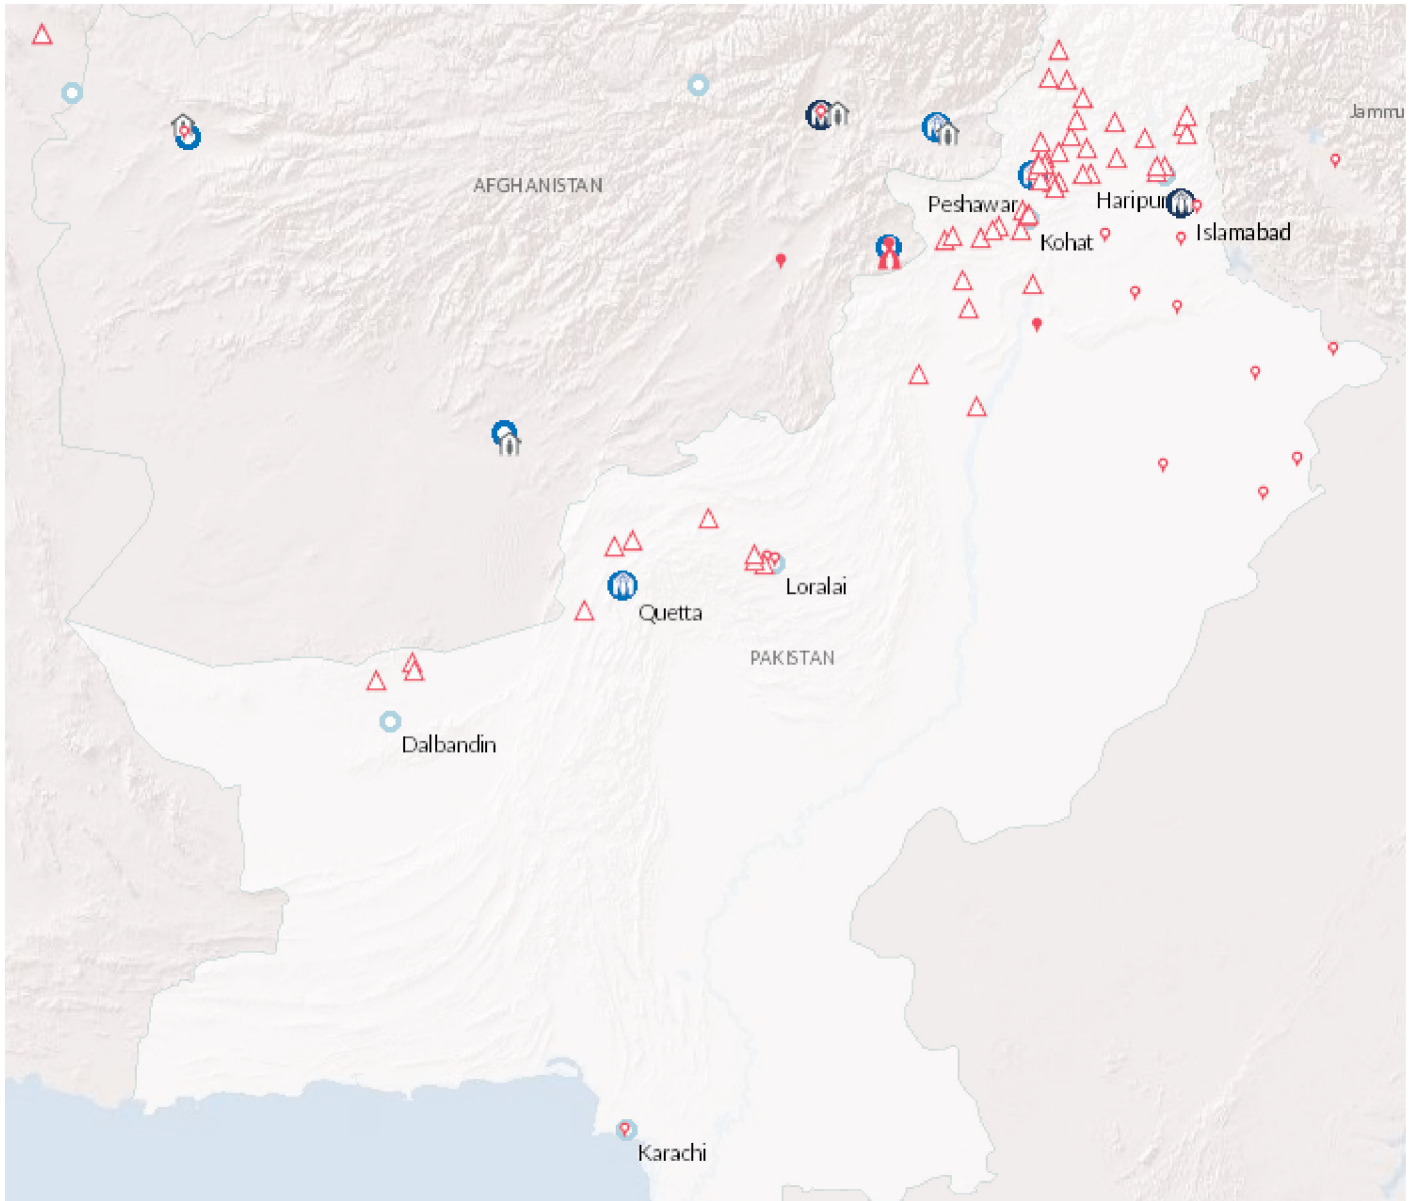 Jammu
AFGHANISTAN
Peshawar
Haripur
Islamabad
Kohat
Loralai
Quetta
PAKISTAN
Dalbandin
Karachi